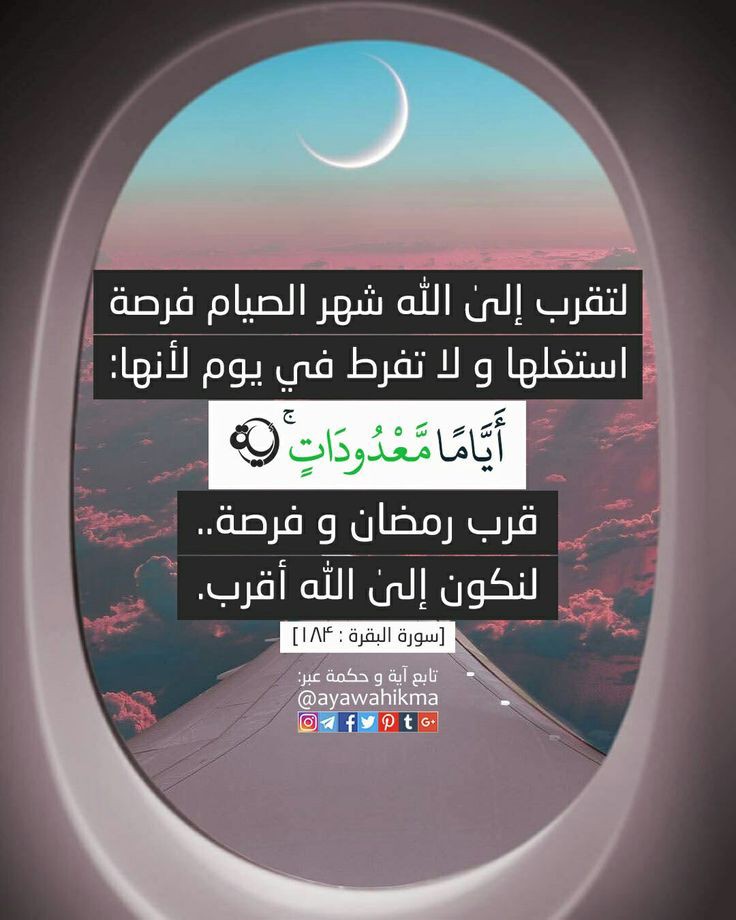 لتقرب إلىٰ الله شهر الصيام فرصة
استغلها و لا تفرط في يوم لأنها:
أَيَّامًا مَّعْدُودَاتٍ ۚ
قرب رمضان و فرصة..
لنكون إلىٰ الله أقرب.
[سورة البقرة : ۱۸۴]
تابع آية و حكمة عبر:
@ayawahikma